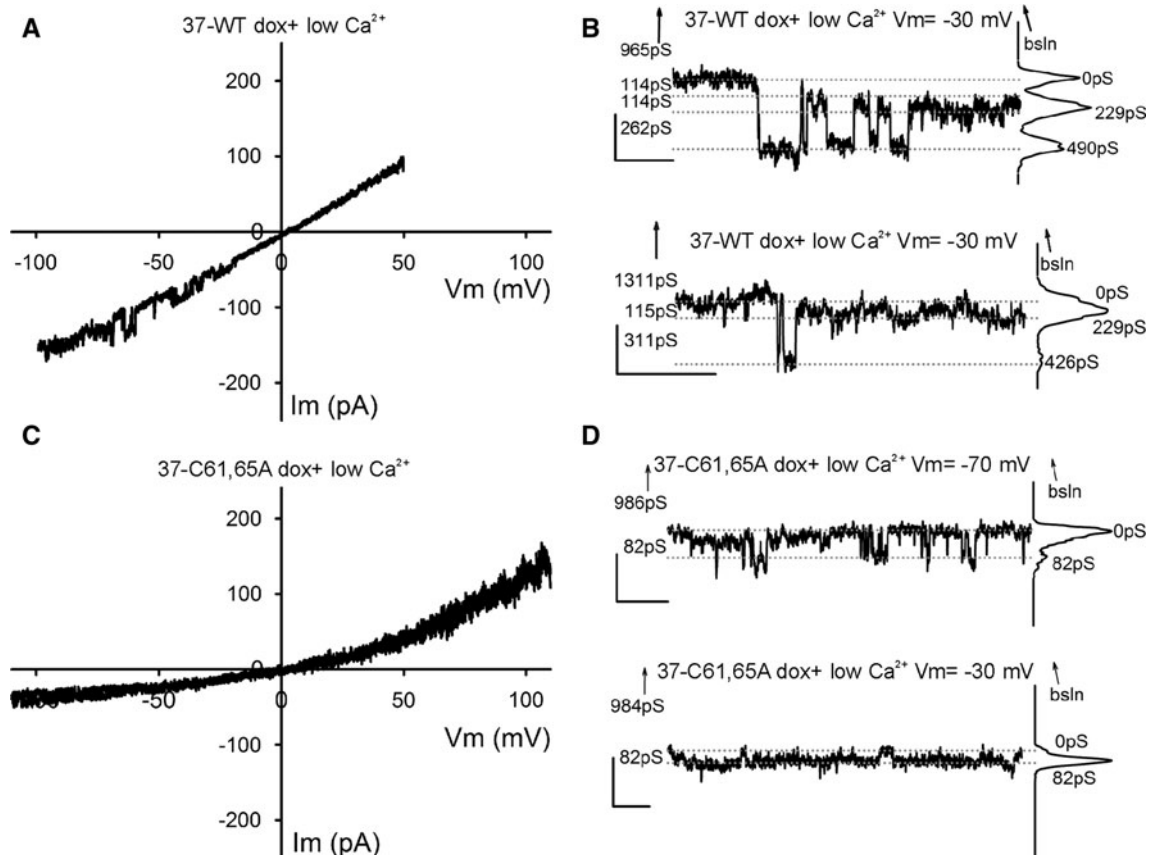 A
37-WT dox+ low Ca²⁺
200
100
0
-100
-50
0
50
100
Vm (mV)
-100
-200
Im (pA)
B
37-WT dox+ low Ca²⁺ Vm= -30 mV
bsln
965pS
114pS
114pS
262pS
0pS
229pS
490pS
37-WT dox+ low Ca²⁺ Vm= -30 mV
bsln
1311pS
115pS
311pS
0pS
229pS
426pS
C
37-C61,65A dox+ low Ca²⁺
200
100
0
-50
0
50
100
Vm (mV)
-100
-200
Im (pA)
D
37-C61,65A dox+ low Ca²⁺ Vm= -70 mV
bsln
986pS
82pS
0pS
82pS
37-C61,65A dox+ low Ca²⁺ Vm= -30 mV
bsln
984pS
82pS
0pS
82pS